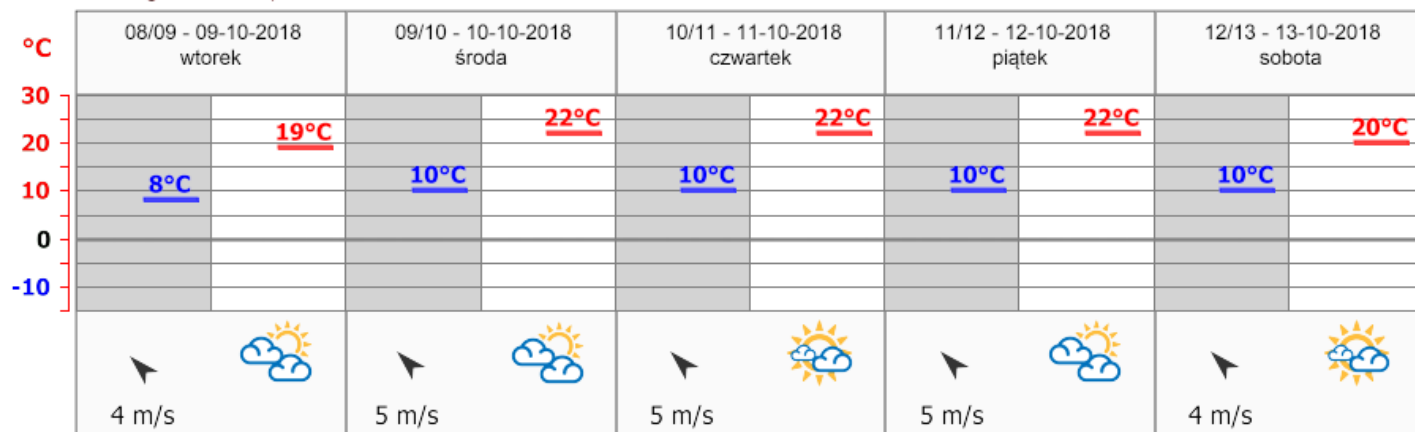 08/09 - 09-10-2018 09/10 - 10-10-2018 10/11 - 11-10-2018 11/12 - 12-10-2018 12/13 - 13-10-2018
°C
wtorek środa czwartek piątek sobota
30
19°C 22°C 22°C 22°C 20°C
20
8°C 10°C 10°C 10°C 10°C
10
0
-10
4 m/s 5 m/s 5 m/s 5 m/s 4 m/s